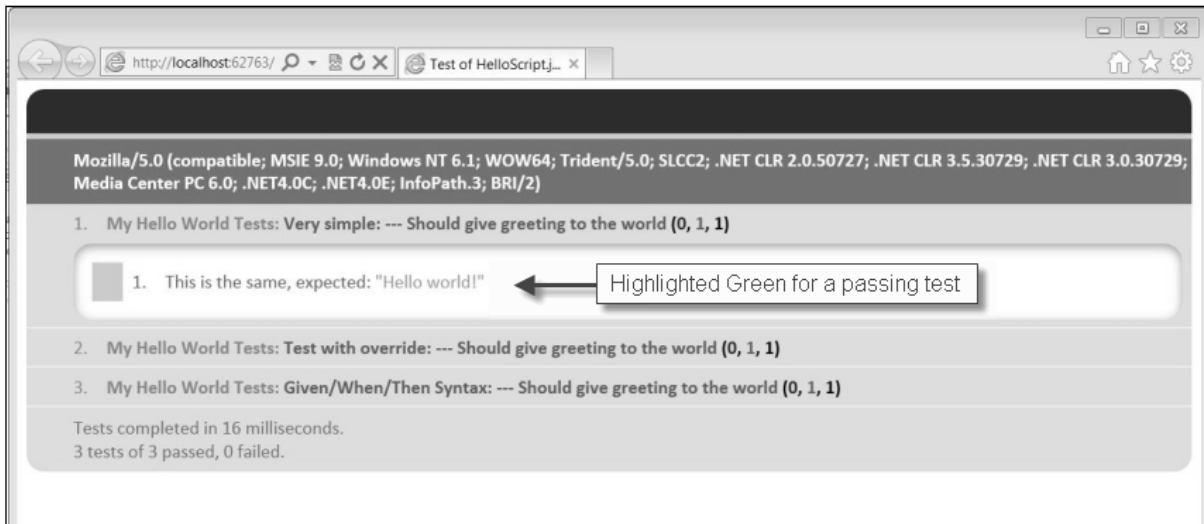 http://localhost:62763/
Test of HelloScript.j...
Mozilla/5.0 (compatible; MSIE 9.0; Windows NT 6.1; WOW64; Trident/5.0; SLCC2; .NET CLR 2.0.50727; .NET CLR 3.5.30729; .NET CLR 3.0.30729;
Media Center PC 6.0; .NET4.0C; .NET4.0E; InfoPath.3; BRI/2)
1. My Hello World Tests: Very simple: --- Should give greeting to the world (0, 1, 1)
1. This is the same, expected: "Hello world!"
Highlighted Green for a passing test
2. My Hello World Tests: Test with override: --- Should give greeting to the world (0, 1, 1)
3. My Hello World Tests: Given/When/Then Syntax: --- Should give greeting to the world (0, 1, 1)
Tests completed in 16 milliseconds.
3 tests of 3 passed, 0 failed.